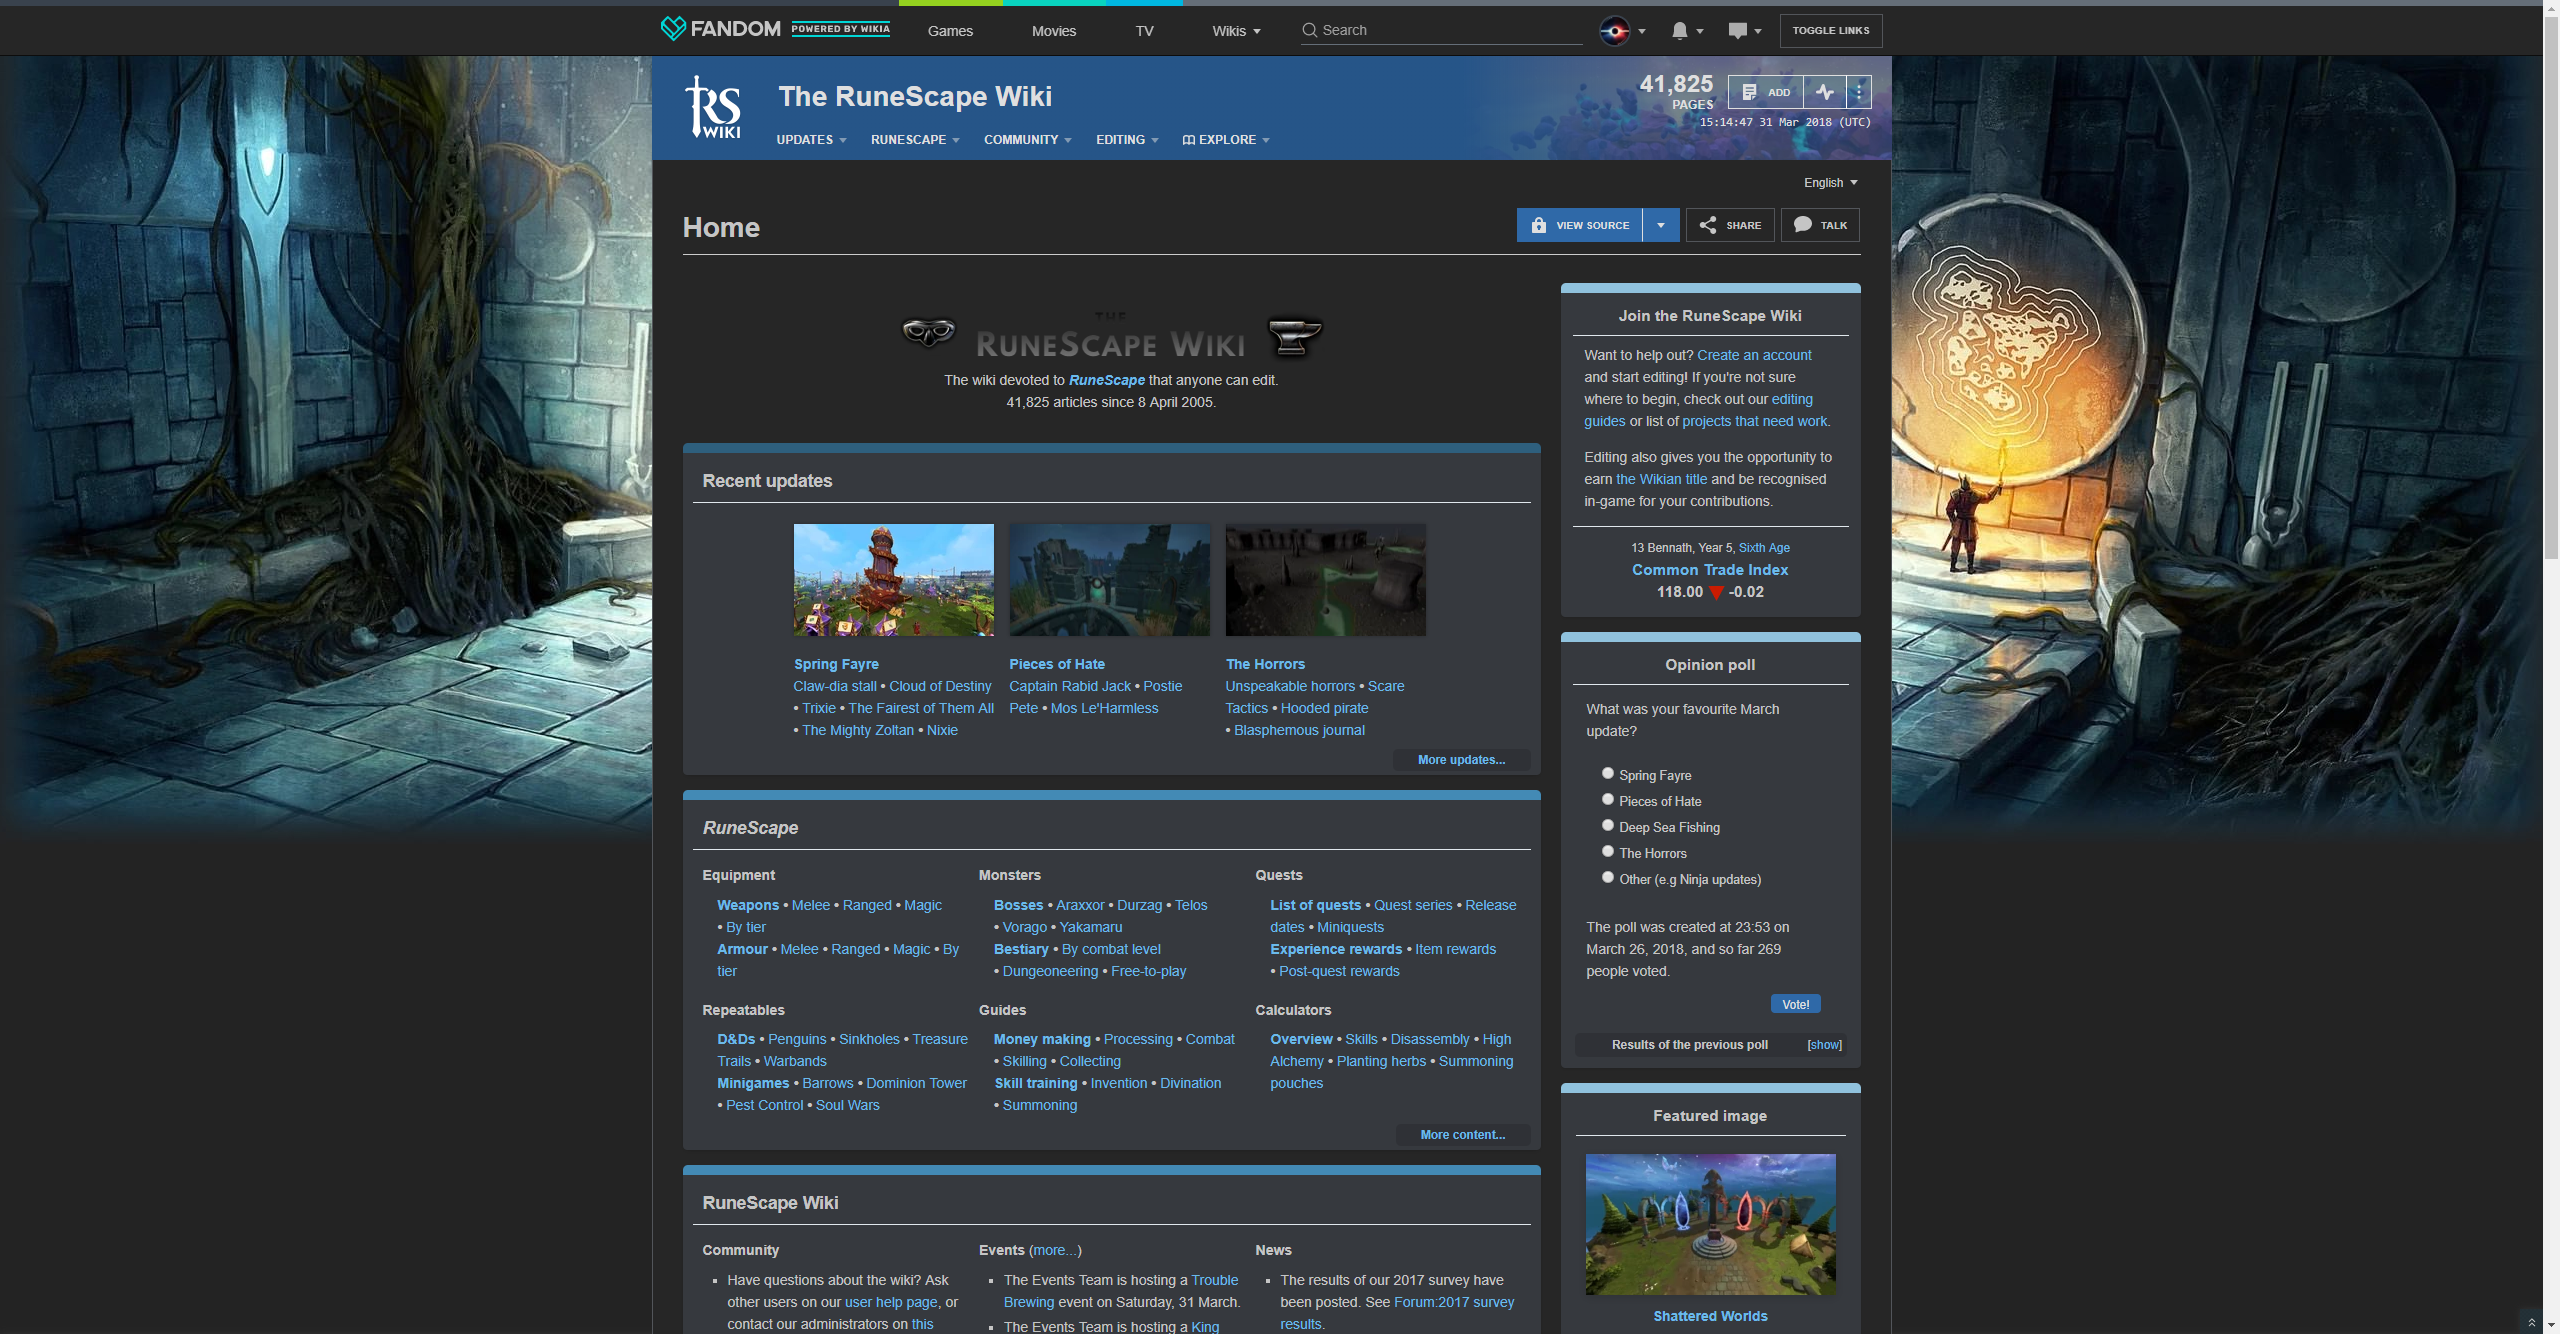 FANDOM POWERED BY WIKIA Games Movies TV Wikis Search TOGGLE LINKS
TRS WIKI
The RuneScape Wiki
41,825 PAGES
ADD
15:14:47 31 Mar 2018 (UTC)
UPDATES RUNESCAPE COMMUNITY EDITING EXPLORE
English
Home
VIEW SOURCE SHARE TALK
THE
RUNESCAPE WIKI
The wiki devoted to RuneScape that anyone can edit.
41,825 articles since 8 April 2005.
Recent updates
Spring Fayre
Claw-dia stall • Cloud of Destiny
• Trixie • The Fairest of Them All
• The Mighty Zoltan • Nixie
Pieces of Hate
Captain Rabid Jack • Postie
Pete • Mos Le'Harmless
The Horrors
Unspeakable horrors • Scare
Tactics • Hooded pirate
• Blasphemous journal
More updates...
RuneScape
Equipment
Weapons • Melee • Ranged • Magic
• By tier
Armour • Melee • Ranged • Magic • By
tier
Monsters
Bosses • Araxxor • Durzag • Telos
• Vorago • Yakamaru
Bestiary • By combat level
• Dungeoneering • Free-to-play
Quests
List of quests • Quest series • Release
dates • Miniquests
Experience rewards • Item rewards
• Post-quest rewards
Repeatables
D&Ds • Penguins • Sinkholes • Treasure
Trails • Warbands
Minigames • Barrows • Dominion Tower
• Pest Control • Soul Wars
Guides
Money making • Processing • Combat
• Skilling • Collecting
Skill training • Invention • Divination
• Summoning
Calculators
Overview • Skills • Disassembly • High
Alchemy • Planting herbs • Summoning
pouches
More content...
RuneScape Wiki
Community
▪ Have questions about the wiki? Ask
other users on our user help page, or
contact our administrators on this
Events (more...)
▪ The Events Team is hosting a Trouble
Brewing event on Saturday, 31 March.
▪ The Events Team is hosting a King
News
▪ The results of our 2017 survey have
been posted. See Forum:2017 survey
results.
Join the RuneScape Wiki
Want to help out? Create an account
and start editing! If you're not sure
where to begin, check out our editing
guides or list of projects that need work.
Editing also gives you the opportunity to
earn the Wikian title and be recognised
in-game for your contributions.
13 Bennath, Year 5, Sixth Age
Common Trade Index
118.00 -0.02
Opinion poll
What was your favourite March
update?
Spring Fayre
Pieces of Hate
Deep Sea Fishing
The Horrors
Other (e.g Ninja updates)
The poll was created at 23:53 on
March 26, 2018, and so far 269
people voted.
Vote!
Results of the previous poll [show]
Featured image
Shattered Worlds